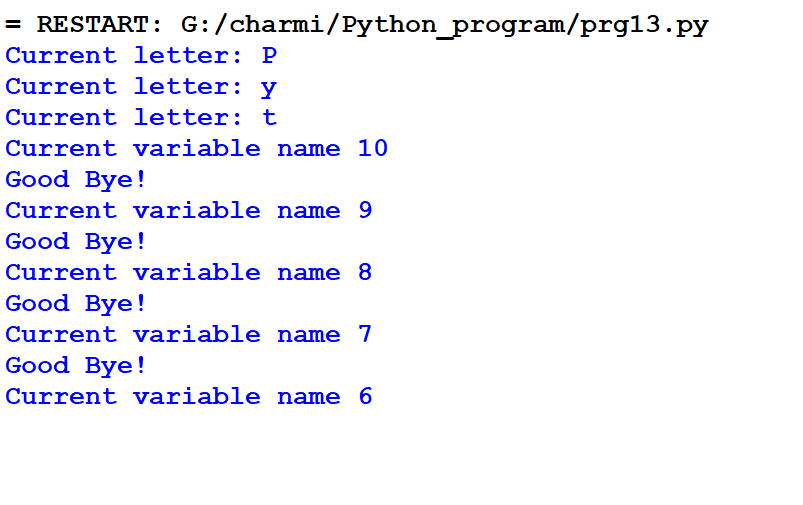 = RESTART: G:/charmi/Python_program/prg13.py
Current letter: P
Current letter: y
Current letter: t
Current variable name 10
Good Bye!
Current variable name 9
Good Bye!
Current variable name 8
Good Bye!
Current variable name 7
Good Bye!
Current variable name 6